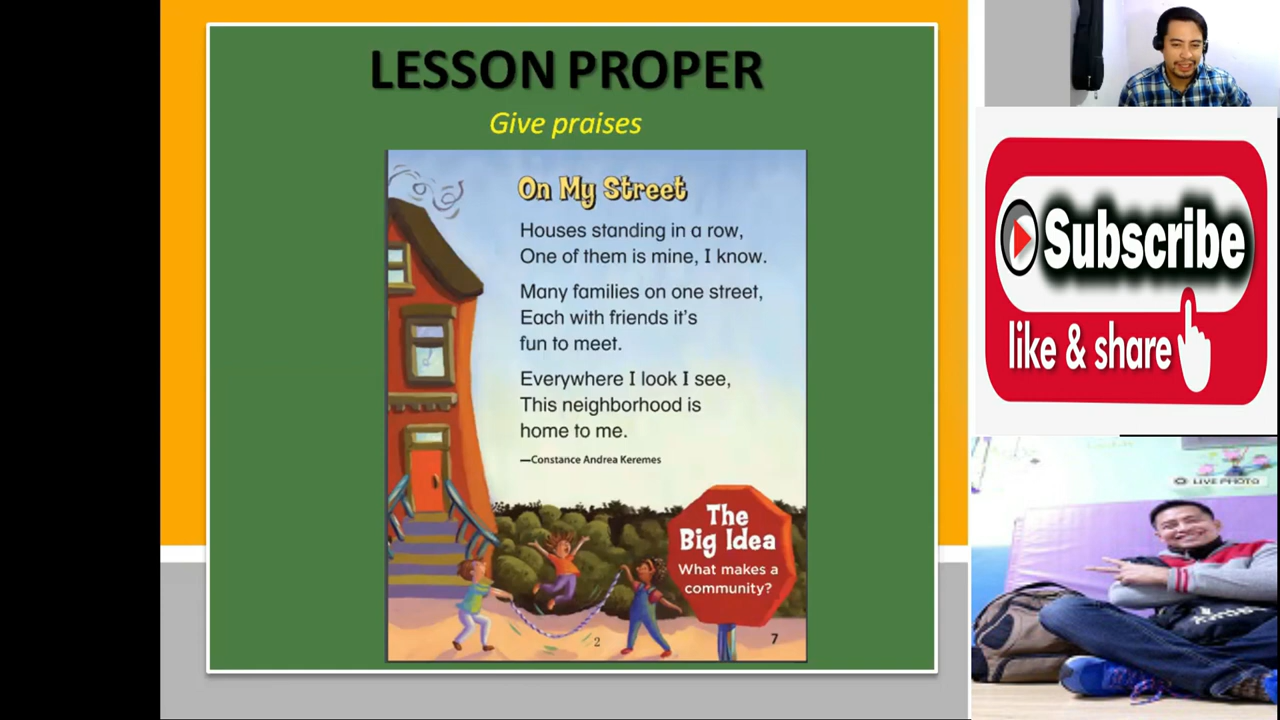 LESSON PROPER
Give praises
On My Street
Houses standing in a row,
One of them is mine, I know.
Many families on one street,
Each with friends it's
fun to meet.
Everywhere I look I see,
This neighborhood is
home to me.
—Constance Andrea Keremes
The
Big Idea
What makes a
community?
2
7
Subscribe
like & share
LIVE PHOTO